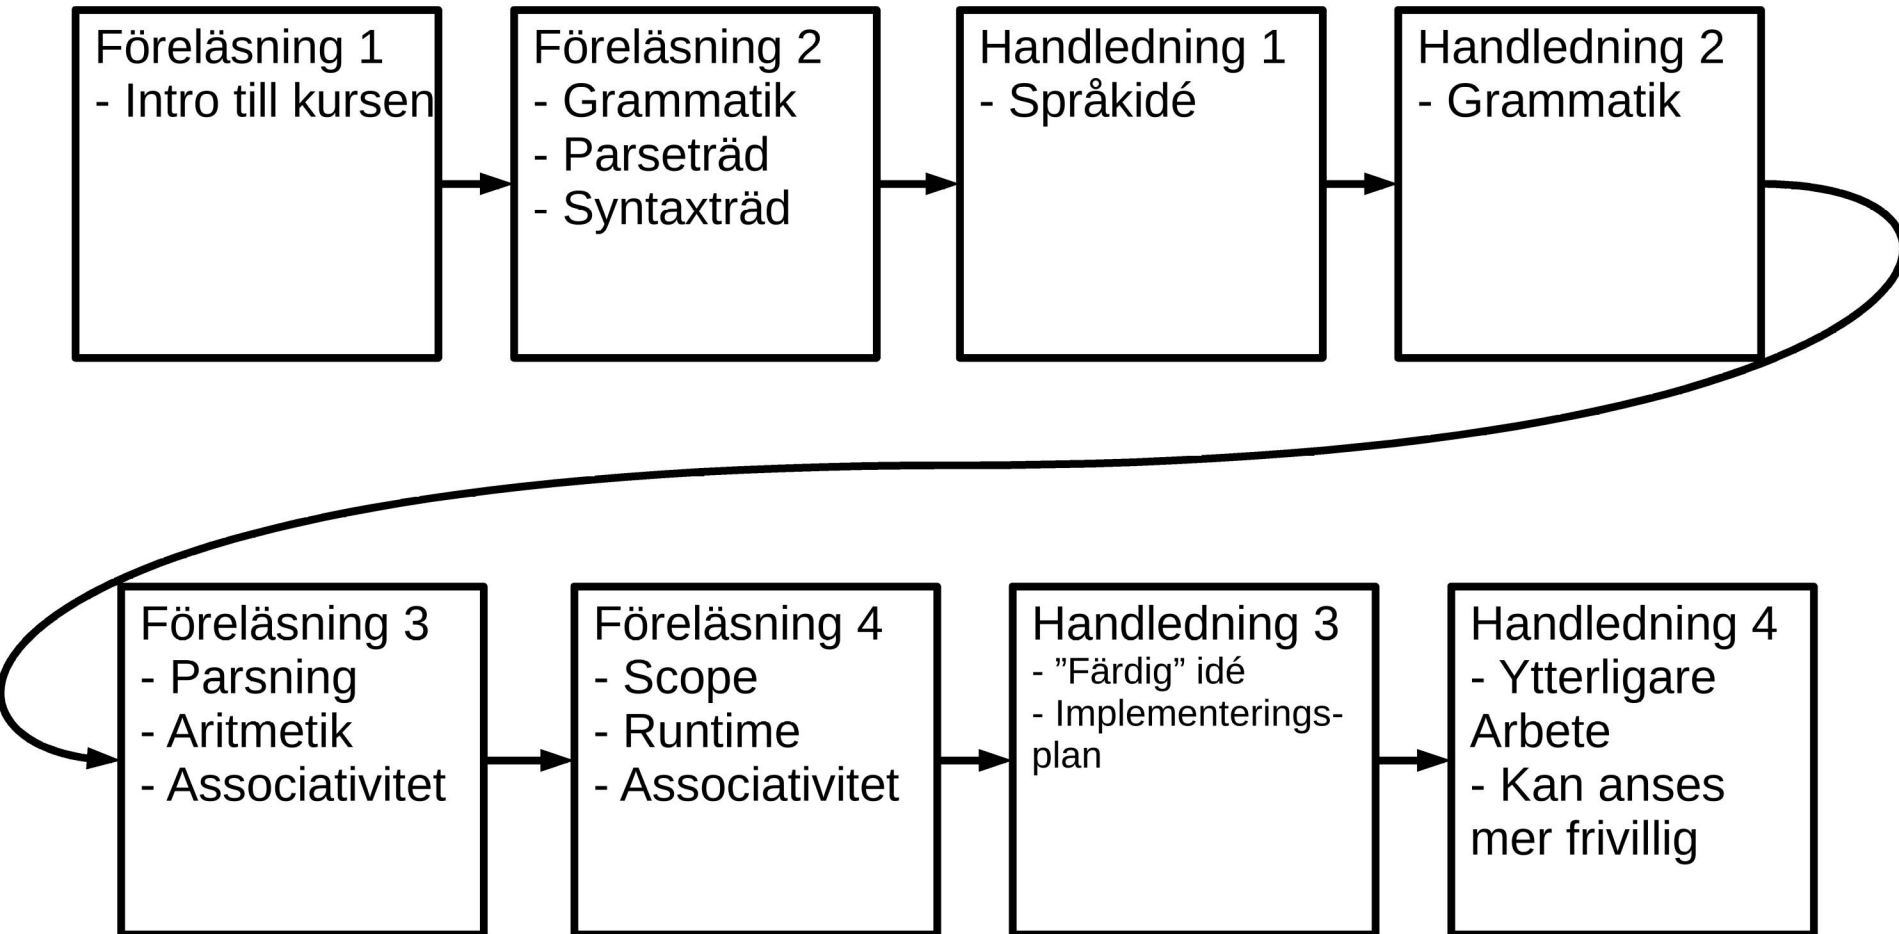 Föreläsning 1
- Intro till kursen
Föreläsning 2
- Grammatik
- Parseträd
- Syntaxträd
Handledning 1
- Språkidé
Handledning 2
- Grammatik
Föreläsning 3
- Parsning
- Aritmetik
- Associativitet
Föreläsning 4
- Scope
- Runtime
- Associativitet
Handledning 3
- ”Färdig” idé
- Implementerings-
plan
Handledning 4
- Ytterligare
Arbete
- Kan anses
mer frivillig